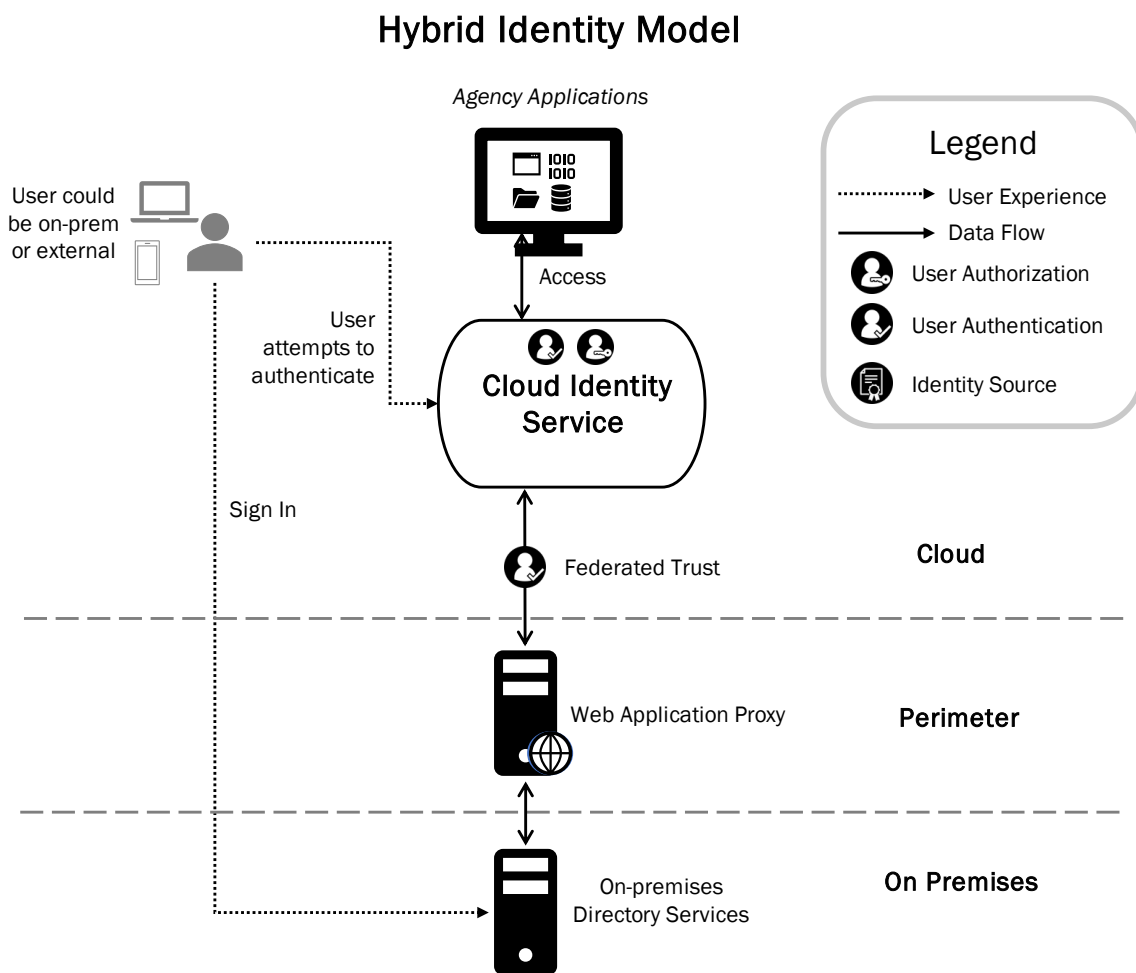 Hybrid Identity Model
Agency Applications
1010
1010
User could
be on-prem
or external
Access
User
attempts to
authenticate
Cloud Identity
Service
Sign In
Federated Trust
Cloud
Web Application Proxy
Perimeter
On-premises
Directory Services
On Premises
Legend
User Experience
Data Flow
User Authorization
User Authentication
Identity Source